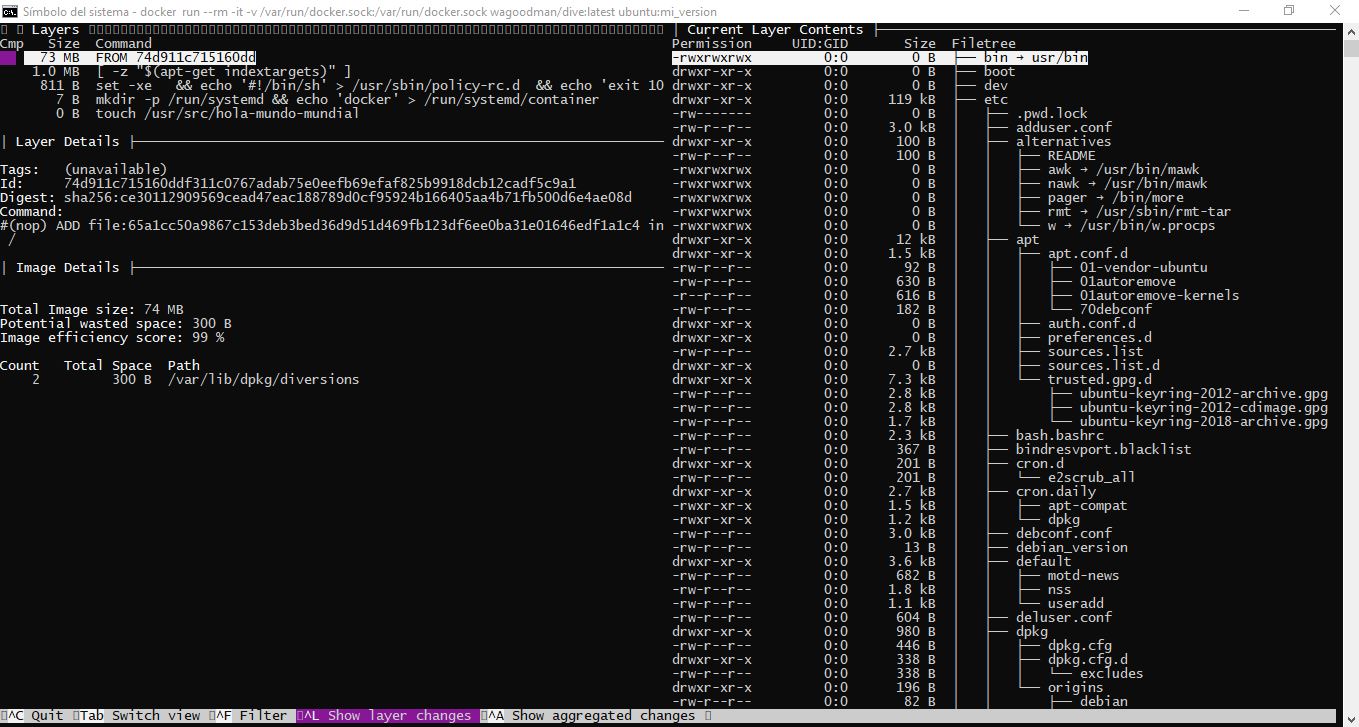 Símbolo del sistema - docker run --rm -it -v /var/run/docker.sock:/var/run/docker.sock wagoodman/dive:latest ubuntu:mi_version
Layers
Cmp   Size  Command
     73 MB  FROM 74d911c715160dd
    1.0 MB  [ -z "$(apt-get indextargets)" ]
     811 B  set -xe   && echo '#!/bin/sh' > /usr/sbin/policy-rc.d  && echo 'exit 10
       7 B  mkdir -p /run/systemd && echo 'docker' > /run/systemd/container
       0 B  touch /usr/src/hola-mundo-mundial
│ Layer Details ├──
Tags:   (unavailable)
Id:     74d911c715160ddf311c0767adab75e0eefb69efaf825b9918dcb12cadf5c9a1
Digest: sha256:ce30112909569cead47eac188789d0cf95924b166405aa4b71fb500d6e4ae08d
Command:
#(nop) ADD file:65a1cc50a9867c153deb3bed36d9d51d469fb123df6ee0ba31e01646edf1a1c4 in
/
│ Image Details ├──
Total Image size: 74 MB
Potential wasted space: 300 B
Image efficiency score: 99 %
Count   Total Space  Path
    2         300 B  /var/lib/dpkg/diversions
│ Current Layer Contents ├──
Permission     UID:GID       Size  Filetree
-rwxrwxrwx         0:0        0 B  ├── bin → usr/bin
drwxr-xr-x         0:0        0 B  ├── boot
drwxr-xr-x         0:0        0 B  ├── dev
drwxr-xr-x         0:0     119 kB  ├── etc
-rw-------         0:0        0 B  │   ├── .pwd.lock
-rw-r--r--         0:0     3.0 kB  │   ├── adduser.conf
drwxr-xr-x         0:0      100 B  │   ├── alternatives
-rw-r--r--         0:0      100 B  │   │   ├── README
-rwxrwxrwx         0:0        0 B  │   │   ├── awk → /usr/bin/mawk
-rwxrwxrwx         0:0        0 B  │   │   ├── nawk → /usr/bin/mawk
-rwxrwxrwx         0:0        0 B  │   │   ├── pager → /bin/more
-rwxrwxrwx         0:0        0 B  │   │   ├── rmt → /usr/sbin/rmt-tar
-rwxrwxrwx         0:0        0 B  │   │   └── w → /usr/bin/w.procps
drwxr-xr-x         0:0      12 kB  │   ├── apt
drwxr-xr-x         0:0     1.5 kB  │   │   ├── apt.conf.d
-rw-r--r--         0:0       92 B  │   │   │   ├── 01-vendor-ubuntu
-rw-r--r--         0:0      630 B  │   │   │   ├── 01autoremove
-r--r--r--         0:0      616 B  │   │   │   ├── 01autoremove-kernels
-rw-r--r--         0:0      182 B  │   │   │   └── 70debconf
drwxr-xr-x         0:0        0 B  │   │   ├── auth.conf.d
drwxr-xr-x         0:0        0 B  │   │   ├── preferences.d
-rw-r--r--         0:0     2.7 kB  │   │   ├── sources.list
drwxr-xr-x         0:0        0 B  │   │   ├── sources.list.d
drwxr-xr-x         0:0     7.3 kB  │   │   └── trusted.gpg.d
-rw-r--r--         0:0     2.8 kB  │   │       ├── ubuntu-keyring-2012-archive.gpg
-rw-r--r--         0:0     2.8 kB  │   │       ├── ubuntu-keyring-2012-cdimage.gpg
-rw-r--r--         0:0     1.7 kB  │   │       └── ubuntu-keyring-2018-archive.gpg
-rw-r--r--         0:0     2.3 kB  │   ├── bash.bashrc
-rw-r--r--         0:0      367 B  │   ├── bindresvport.blacklist
drwxr-xr-x         0:0      201 B  │   ├── cron.d
-rw-r--r--         0:0      201 B  │   │   └── e2scrub_all
drwxr-xr-x         0:0     2.7 kB  │   ├── cron.daily
-rwxr-xr-x         0:0     1.5 kB  │   │   ├── apt-compat
-rwxr-xr-x         0:0     1.2 kB  │   │   └── dpkg
-rw-r--r--         0:0     3.0 kB  │   ├── debconf.conf
-rw-r--r--         0:0       13 B  │   ├── debian_version
drwxr-xr-x         0:0     3.6 kB  │   ├── default
-rw-r--r--         0:0      682 B  │   │   ├── motd-news
-rw-r--r--         0:0     1.8 kB  │   │   ├── nss
-rw-r--r--         0:0     1.1 kB  │   │   └── useradd
-rw-r--r--         0:0      604 B  │   ├── deluser.conf
drwxr-xr-x         0:0      980 B  │   ├── dpkg
-rw-r--r--         0:0      446 B  │   │   ├── dpkg.cfg
drwxr-xr-x         0:0      338 B  │   │   ├── dpkg.cfg.d
-rw-r--r--         0:0      338 B  │   │   │   └── excludes
drwxr-xr-x         0:0      196 B  │   │   └── origins
-rw-r--r--         0:0       82 B  │   │       ├── debian
^C Quit Tab Switch view ^F Filter ^L Show layer changes ^A Show aggregated changes